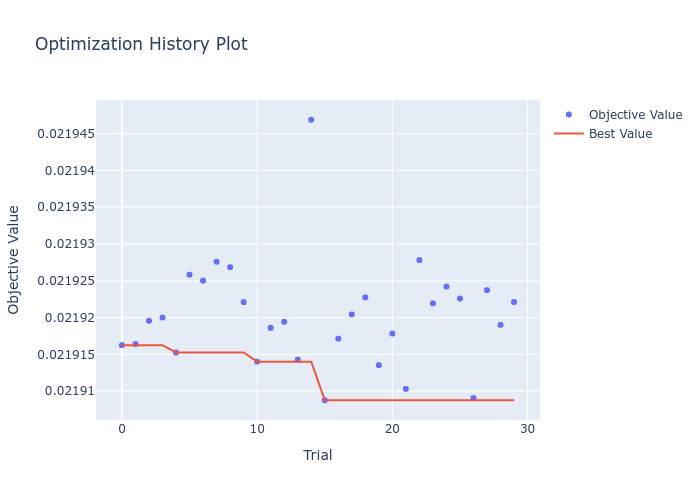 Optimization History Plot
Objective Value
Best Value
0.021945
0.02194
0.021935
0.02193
0.021925
0.02192
0.021915
0.02191
Objective Value
0
10
20
30
Trial